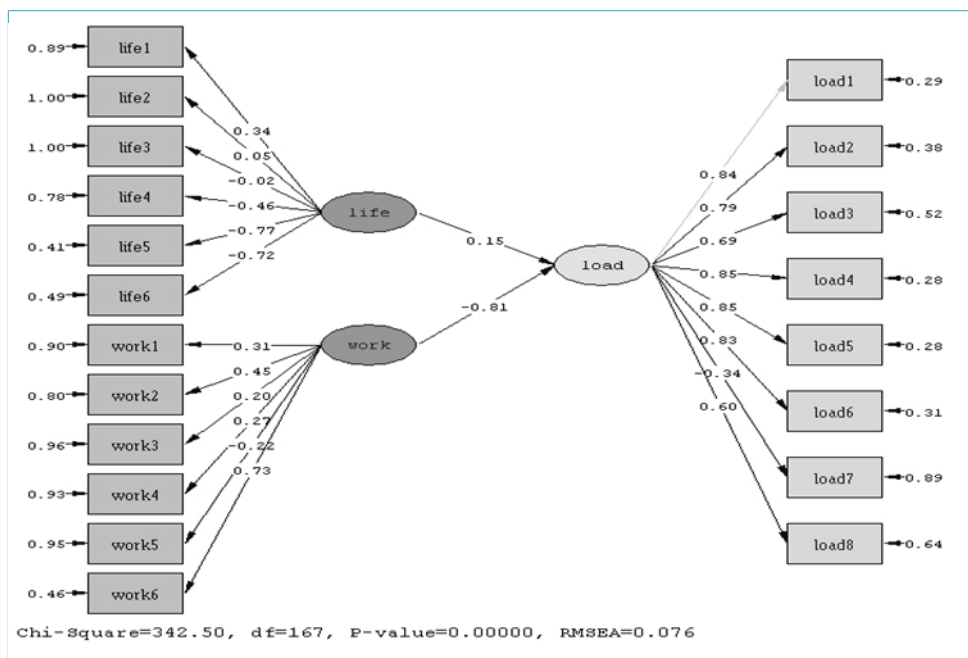 0.89 life1
1.00 life2
1.00 life3
0.78 life4
0.41 life5
0.49 life6
0.90 work1
0.80 work2
0.96 work3
0.93 work4
0.95 work5
0.46 work6
0.34
0.05
-0.02
-0.46
-0.77
-0.72
life
0.31
0.45
0.20
0.27
-0.22
0.73
work
0.15
-0.81
load
0.84
0.79
0.69
0.85
0.85
0.83
-0.34
0.60
load1 0.29
load2 0.38
load3 0.52
load4 0.28
load5 0.28
load6 0.31
load7 0.89
load8 0.64
Chi-Square=342.50, df=167, P-value=0.00000, RMSEA=0.076